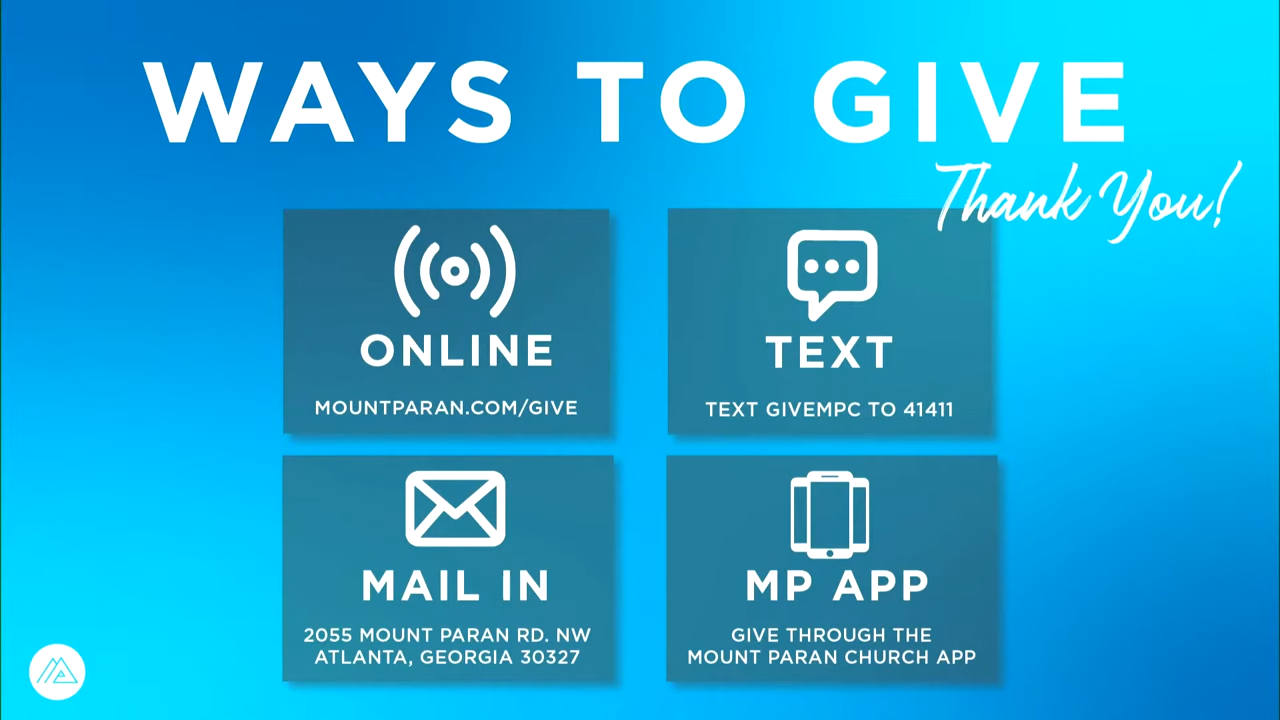 WAYS TO GIVE
Thank You!
ONLINE
MOUNTPARAN.COM/GIVE
TEXT
TEXT GIVEMPC TO 41411
MAIL IN
2055 MOUNT PARAN RD. NW
ATLANTA, GEORGIA 30327
MP APP
GIVE THROUGH THE
MOUNT PARAN CHURCH APP